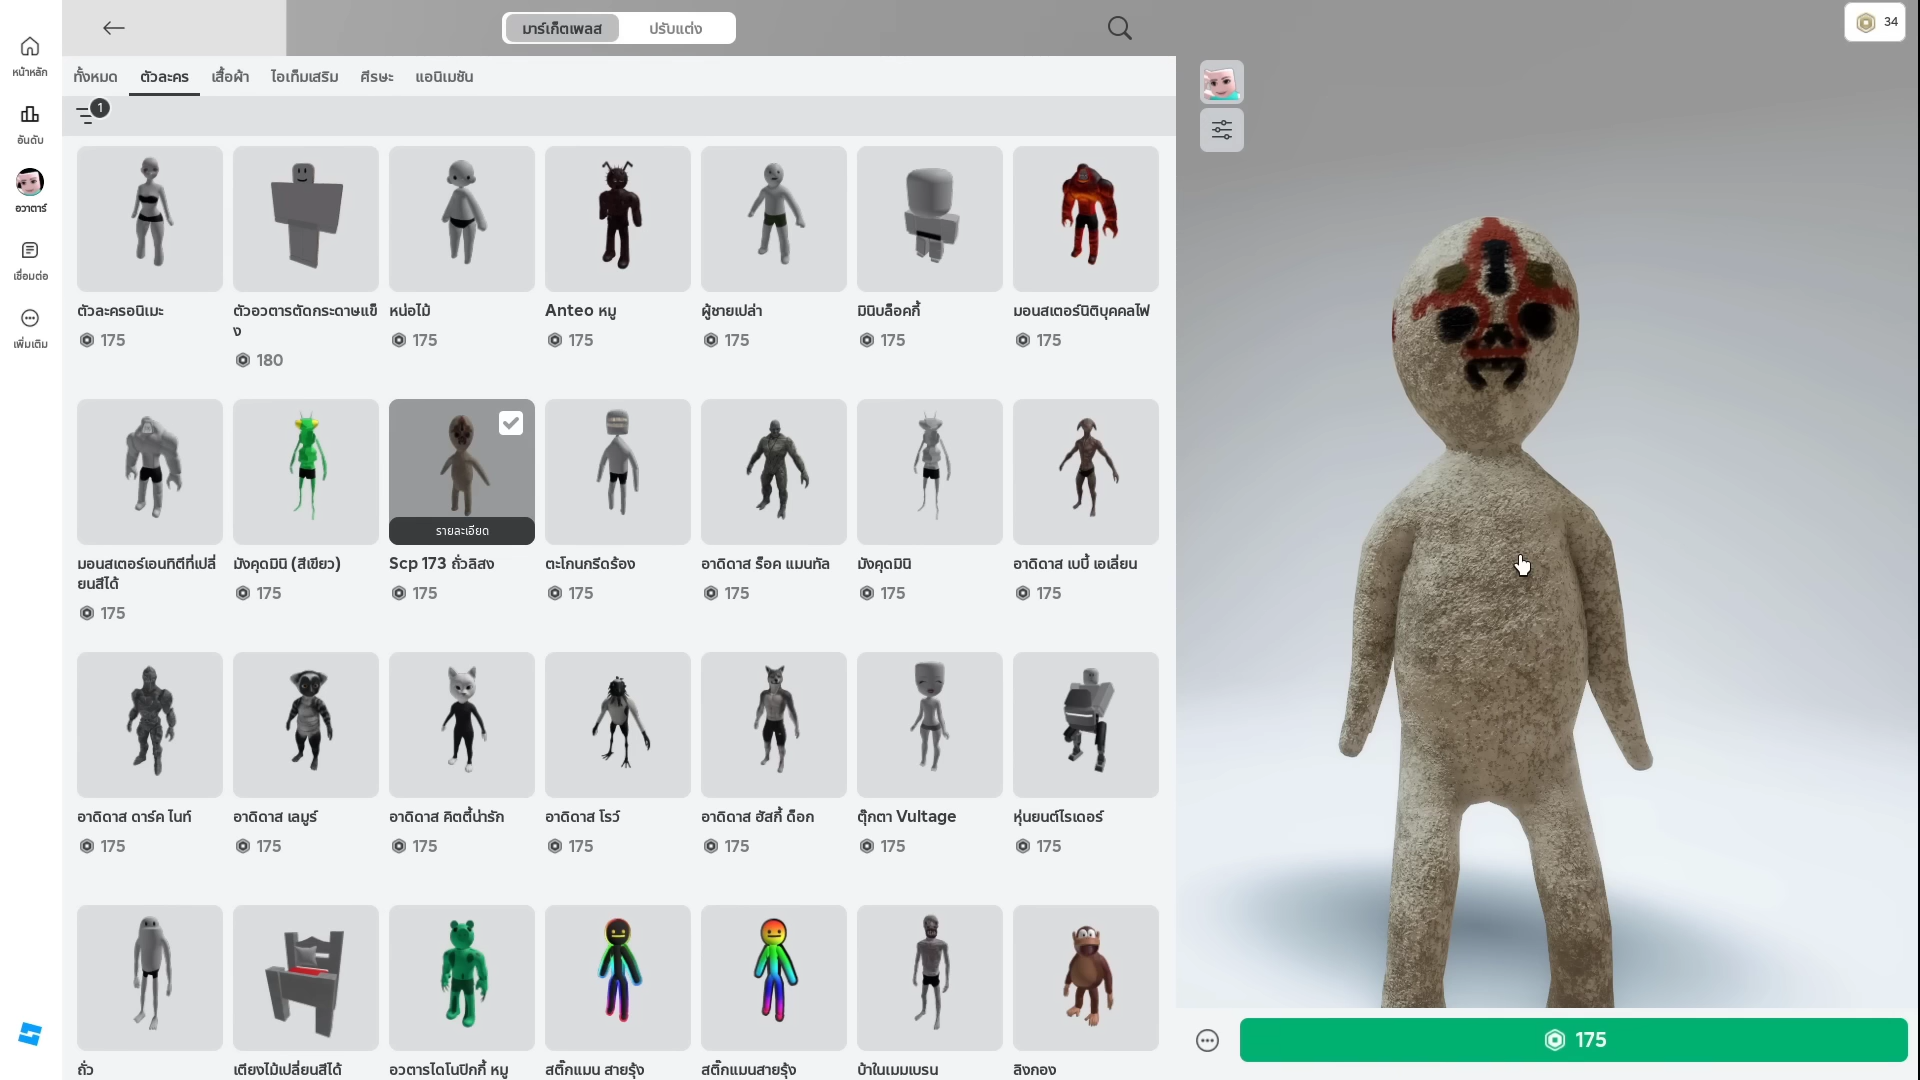 มาร์เก็ตเพลส
ปรับแต่ง
34
หน้าหลัก
อันดับ
อวาตาร์
เชื่อมต่อ
เพิ่มเติม
ทั้งหมด
ตัวละคร
เสื้อผ้า
ไอเท็มเสริม
ศีรษะ
แอนิเมชัน
1
ตัวละครอนิเมะ
175
ตัวอวตารตัดกระดาษแข็
ง
180
หน่อไม้
175
Anteo หมู
175
ผู้ชายเปล่า
175
มินิบล็อคกี้
175
มอนสเตอร์นิติบุคคลไฟ
175
มอนสเตอร์เอนทิตีที่เปลี่
ยนสีได้
175
มังคุดมินิ (สีเขียว)
175
รายละเอียด
Scp 173 ถั่วลิสง
175
ตะโกนกรีดร้อง
175
อาดิดาส ร็อค แมนทัล
175
มังคุดมินิ
175
อาดิดาส เบบี้ เอเลี่ยน
175
อาดิดาส ดาร์ค ไนท์
175
อาดิดาส เลมูร์
175
อาดิดาส คิตตี้น่ารัก
175
อาดิดาส โรว์
175
อาดิดาส ฮัสกี้ ด็อก
175
ตุ๊กตา Vultage
175
หุ่นยนต์ไรเดอร์
175
ถั่ว
เตียงไม้เปลี่ยนสีได้
อวตารไดโนปิกกี้ หมู
สติ๊กแมน สายรุ้ง
สติ๊กแมนสายรุ้ง
บ้าในเมมเบรน
ลิงกอง
175